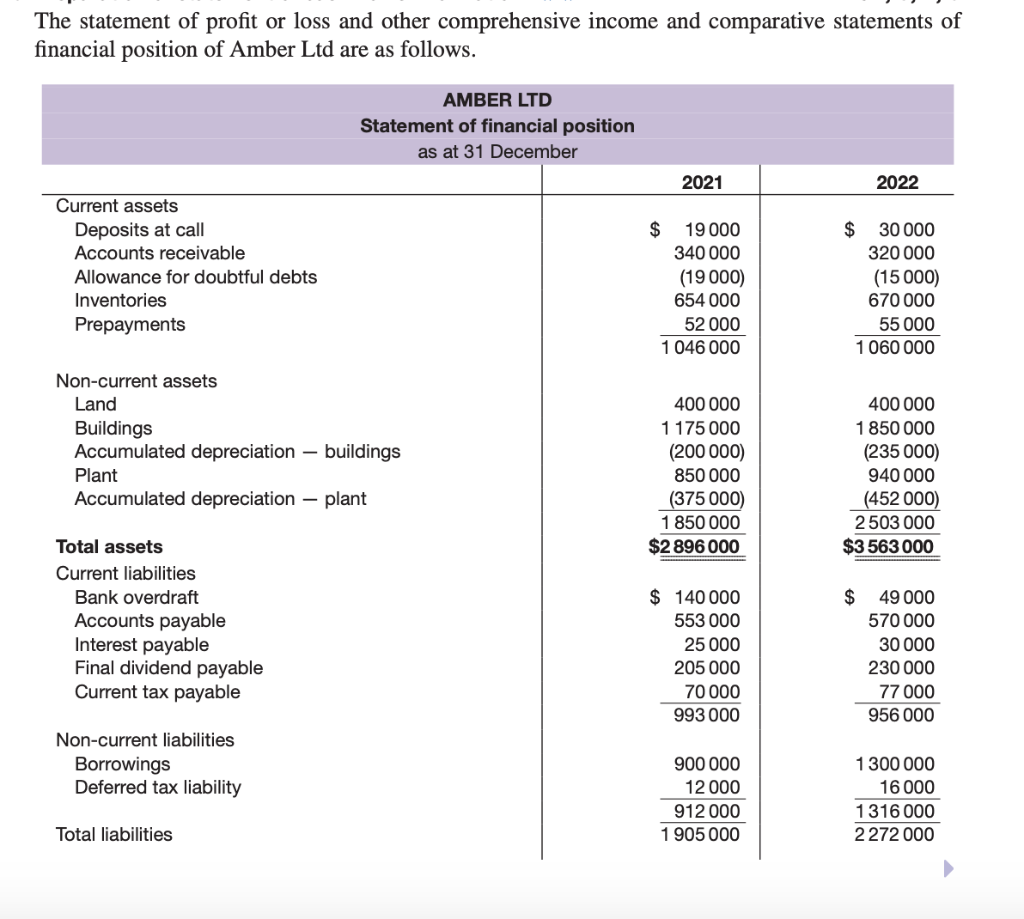 The statement of profit or loss and other comprehensive income and comparative statements of
financial position of Amber Ltd are as follows.
AMBER LTD
Statement of financial position
as at 31 December
2021 2022
Current assets
Deposits at call $ 19 000 $ 30 000
Accounts receivable 340 000 320 000
Allowance for doubtful debts (19 000) (15 000)
Inventories 654 000 670 000
Prepayments 52 000 55 000
1 046 000 1 060 000
Non-current assets
Land 400 000 400 000
Buildings 1 175 000 1 850 000
Accumulated depreciation — buildings (200 000) (235 000)
Plant 850 000 940 000
Accumulated depreciation — plant (375 000) (452 000)
1 850 000 2 503 000
Total assets $2 896 000 $3 563 000
Current liabilities
Bank overdraft $ 140 000 $ 49 000
Accounts payable 553 000 570 000
Interest payable 25 000 30 000
Final dividend payable 205 000 230 000
Current tax payable 70 000 77 000
993 000 956 000
Non-current liabilities
Borrowings 900 000 1 300 000
Deferred tax liability 12 000 16 000
912 000 1 316 000
Total liabilities 1 905 000 2 272 000